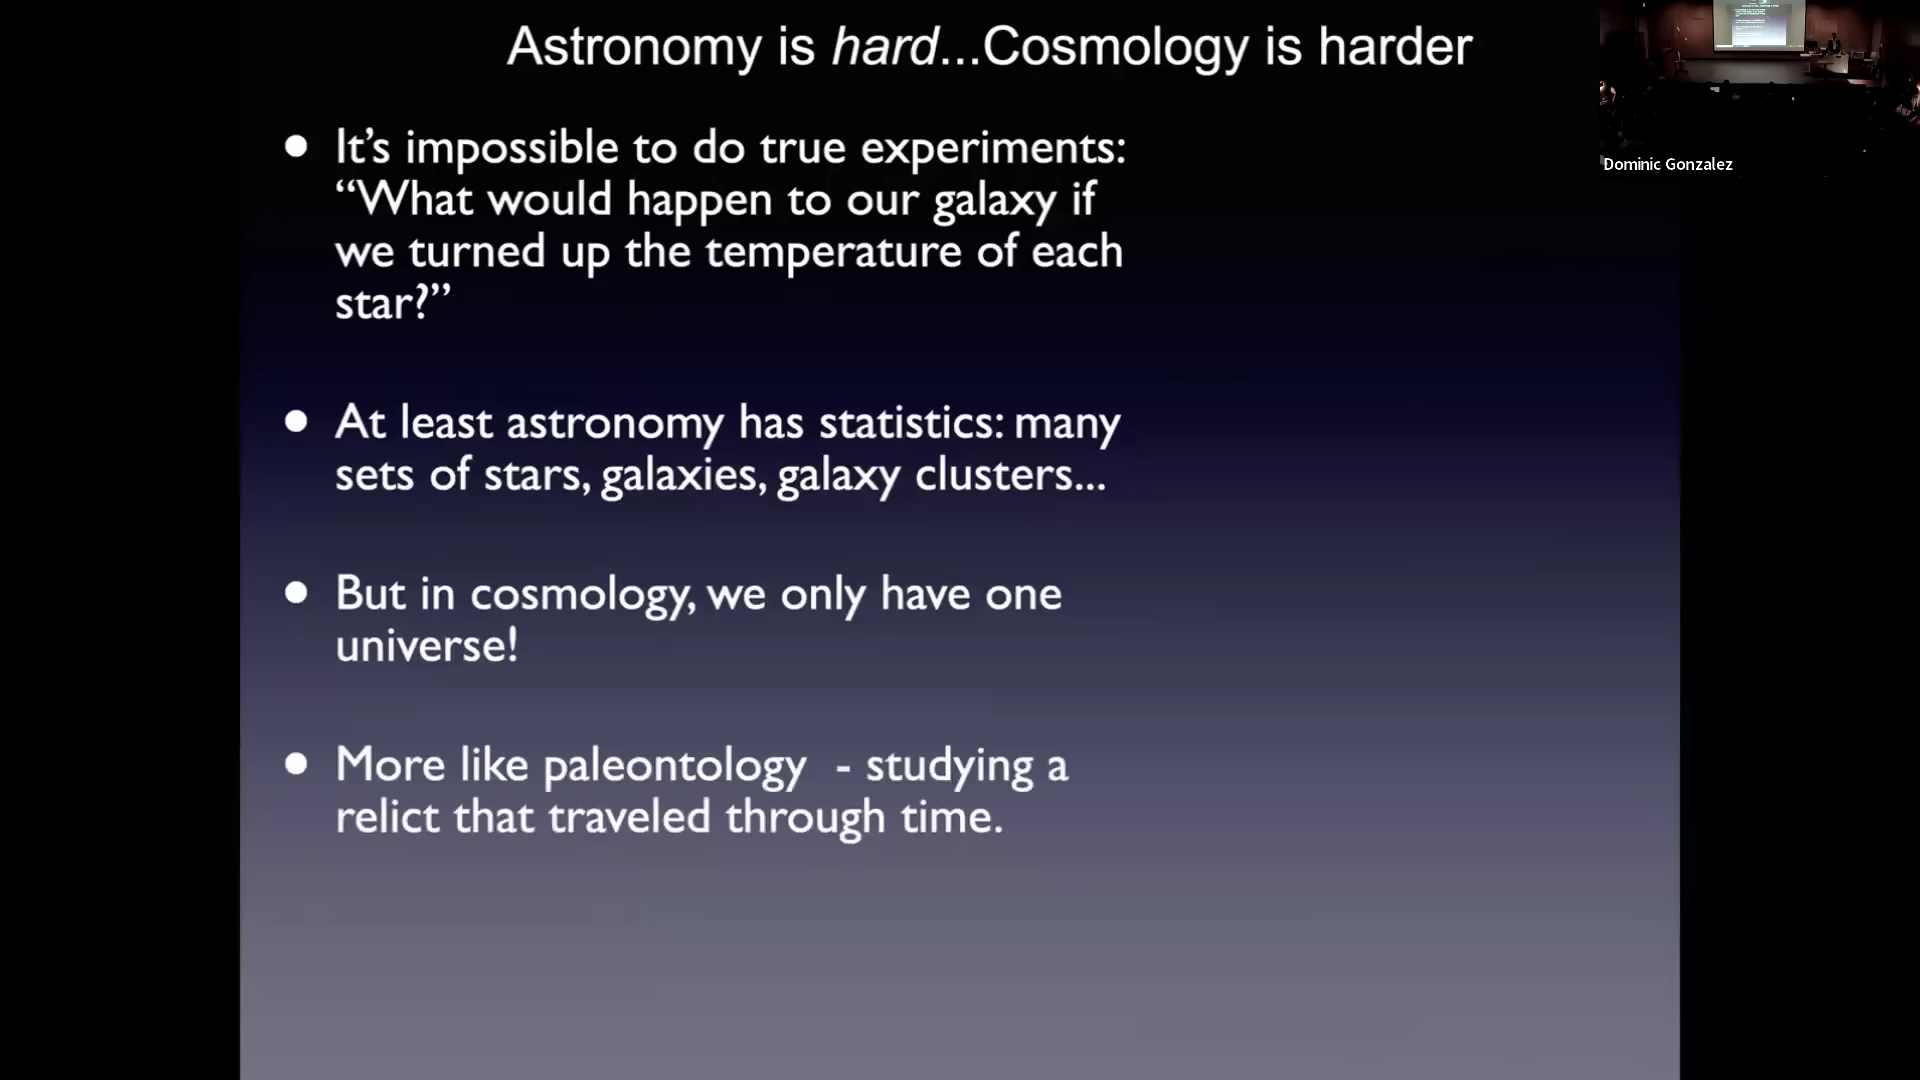 Astronomy is hard...Cosmology is harder
Dominic Gonzalez
• It’s impossible to do true experiments:
“What would happen to our galaxy if
we turned up the temperature of each
star?”
• At least astronomy has statistics: many
sets of stars, galaxies, galaxy clusters...
• But in cosmology, we only have one
universe!
• More like paleontology - studying a
relict that traveled through time.